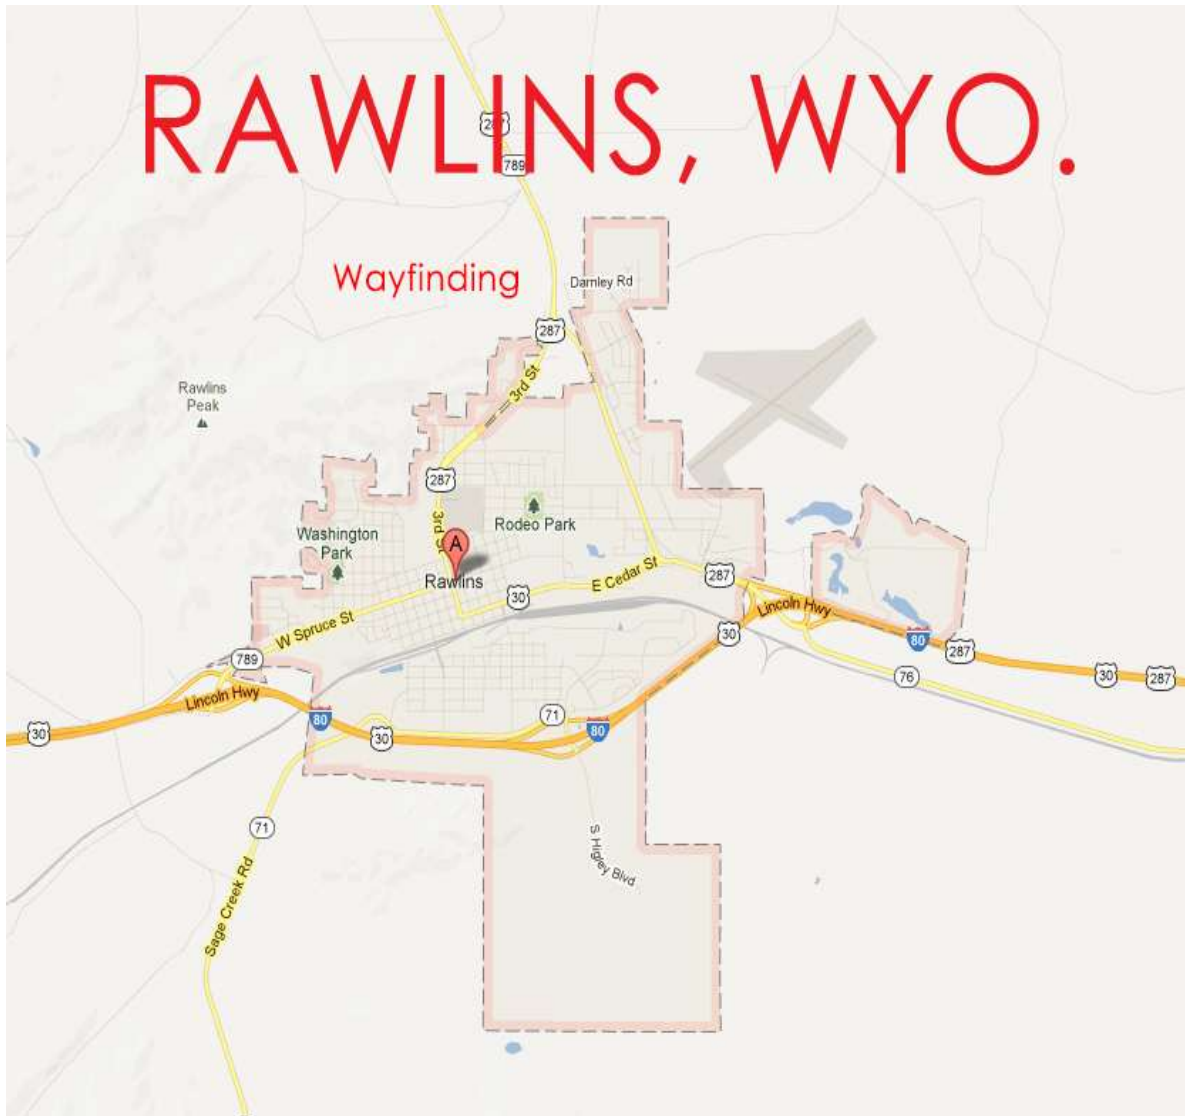 RAWLINS, WYO.
287
789
Wayfinding
Darnley Rd
287
3rd St
Rawlins
Peak
287
3rd St
Rodeo Park
Washington
Park
A
Rawlins
E Cedar St
287
30
Lincoln Hwy
W Spruce St
30
80
287
789
76
30
287
Lincoln Hwy
80
71
80
30
30
71
S Higley Blvd
Sage Creek Rd